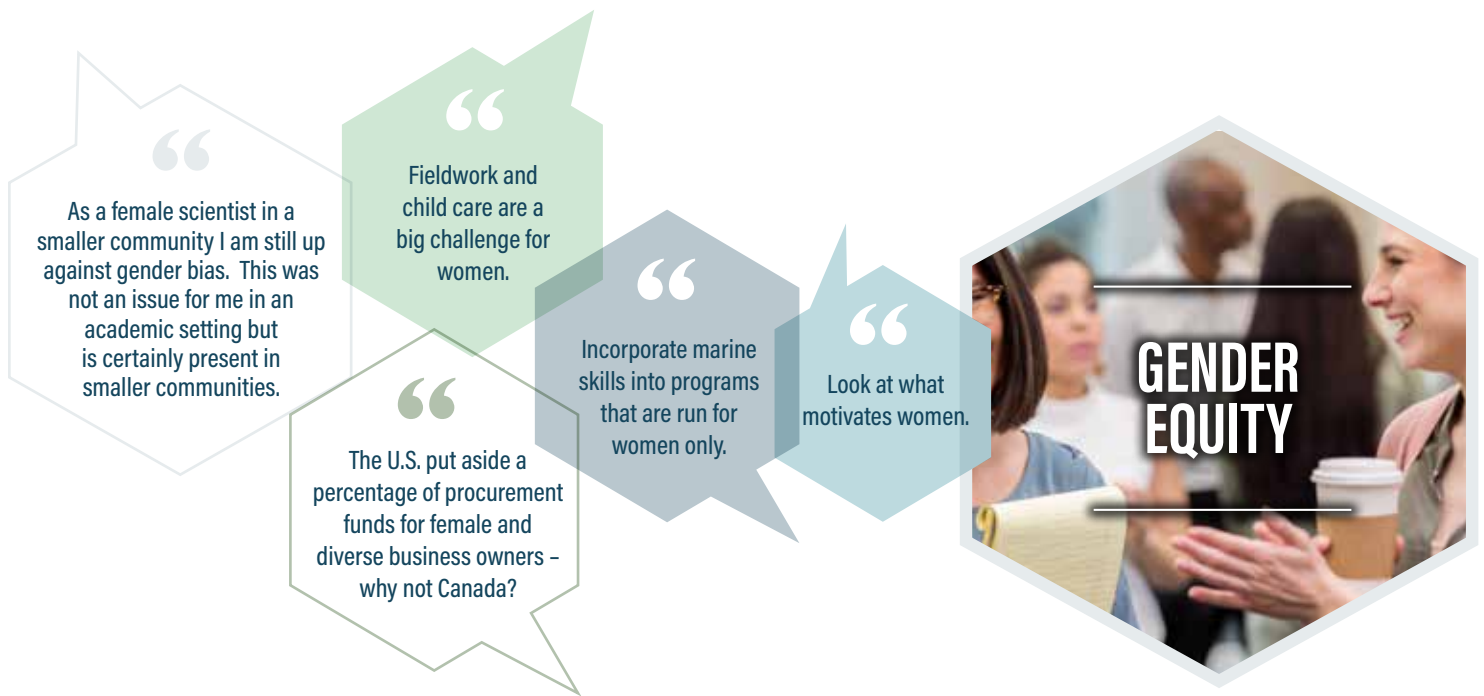 “
As a female scientist in a
smaller community I am still up
against gender bias.  This was
not an issue for me in an
academic setting but
is certainly present in
smaller communities.
“
Fieldwork and
child care are a
big challenge for
women.
“
The U.S. put aside a
percentage of procurement
funds for female and
diverse business owners –
why not Canada?
“
Incorporate marine
skills into programs
that are run for
women only.
“
Look at what
motivates women.
GENDER
EQUITY